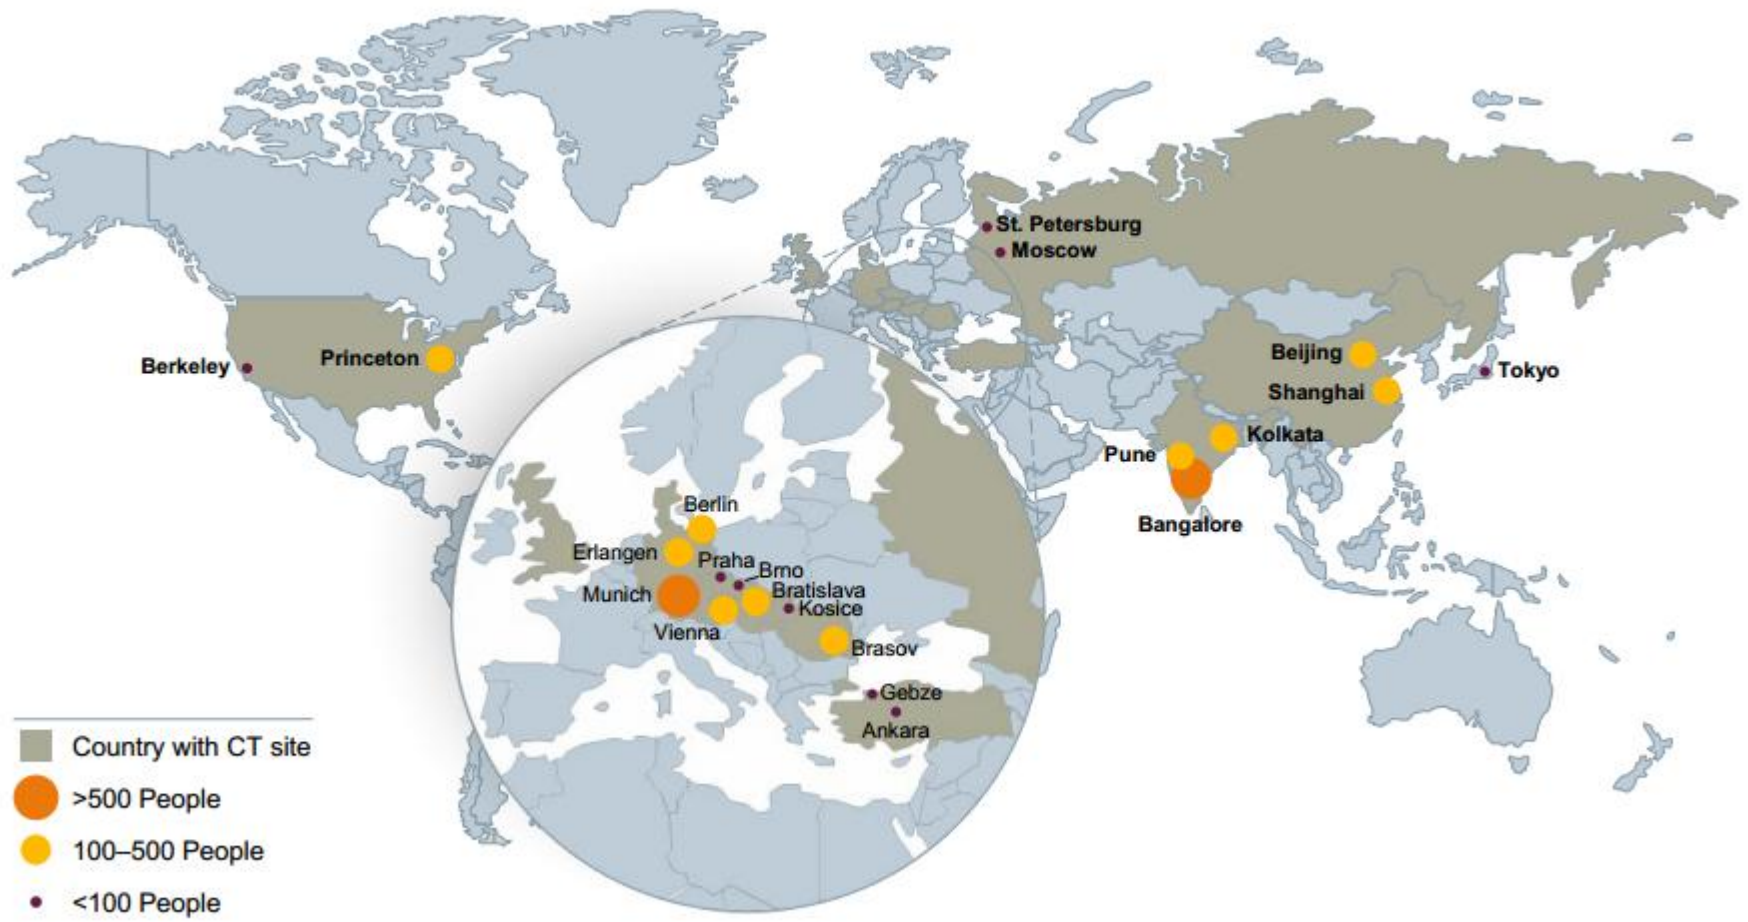 St. Petersburg
Moscow
Berkeley
Princeton
Beijing
Tokyo
Shanghai
Kolkata
Pune
Bangalore
Berlin
Erlangen
Praha
Brno
Munich
Bratislava
Kosice
Vienna
Brasov
Gebze
Ankara
Country with CT site
>500 People
100–500 People
<100 People